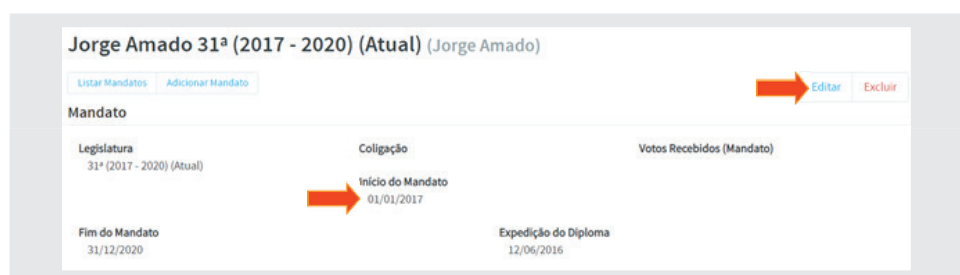 Jorge Amado 31ª (2017 - 2020) (Atual) (Jorge Amado)
Listar Mandatos Adicionar Mandato Editar Excluir
Mandato
Legislatura Coligação Votos Recebidos (Mandato)
31ª (2017 - 2020) (Atual)
Início do Mandato
01/01/2017
Fim do Mandato Expedição do Diploma
31/12/2020 12/06/2016